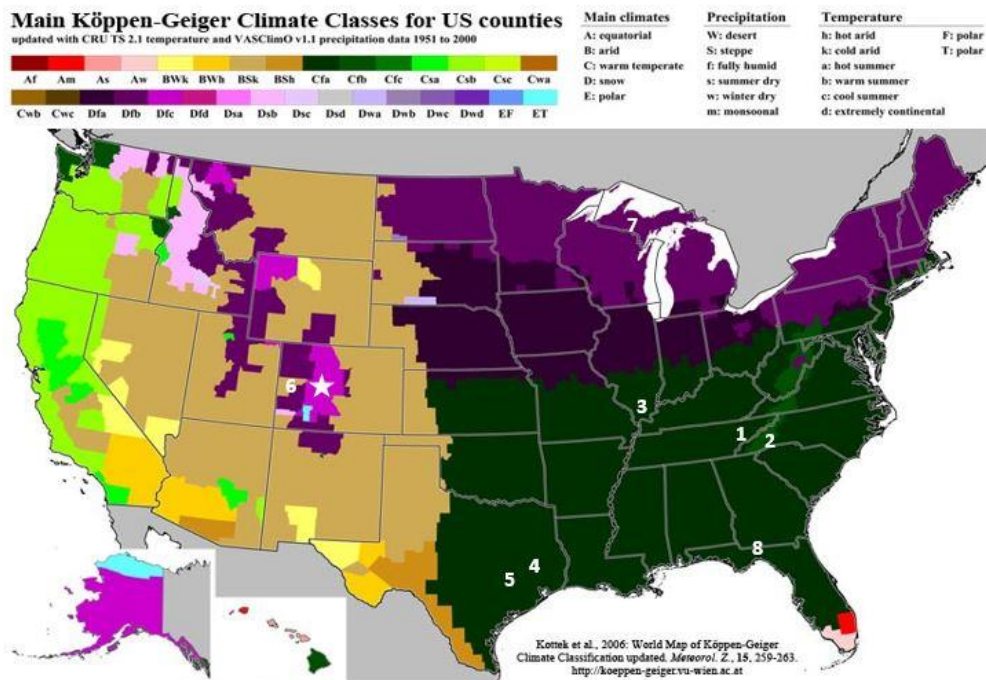 Main Köppen-Geiger Climate Classes for US counties
updated with CRU TS 2.1 temperature and VASClimO v1.1 precipitation data 1951 to 2000
Af Am As Aw BWk BWh BSk BSh Cfa Cfb Cfc Csa Csb Csc Cwa
Cwb Cwc Dfa Dfb Dfc Dfd Dsa Dsb Dsc Dsd Dwa Dwb Dwc Dwd EF ET
Main climates
A: equatorial
B: arid
C: warm temperate
D: snow
E: polar
Precipitation
W: desert
S: steppe
f: fully humid
s: summer dry
w: winter dry
m: monsoonal
Temperature
h: hot arid F: polar
k: cold arid T: polar
a: hot summer
b: warm summer
c: cool summer
d: extremely continental
7
6
3
1
2
8
4
5
Kottek et al., 2006: World Map of Köppen-Geiger
Climate Classification updated. Meteorol. Z., 15, 259-263.
http://koeppen-geiger.vu-wien.ac.at